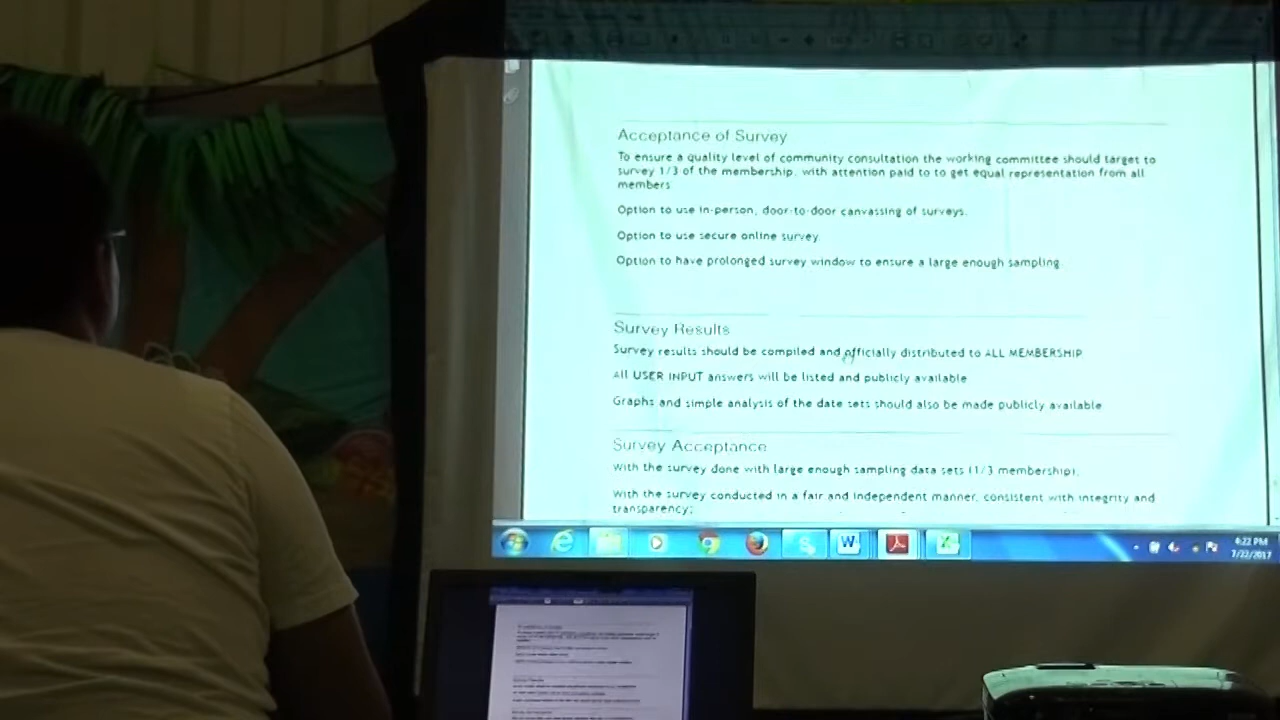 Acceptance of Survey
To ensure a quality level of community consultation the working committee should target to
survey 1/3 of the membership, with attention paid to to get equal representation from all
members
Option to use in-person, door-to-door canvassing of surveys.
Option to use secure online survey
Option to have prolonged survey window to ensure a large enough sampling.
Survey Results
Survey results should be compiled and officially distributed to ALL MEMBERSHIP
All USER INPUT answers will be listed and publicly available
Graphs and simple analysis of the date sets should also be made publicly available
Survey Acceptance
With the survey done with large enough sampling data sets (1/3 membership);
With the survey conducted in a fair and independent manner, consistent with integrity and
transparency;
4:22 PM
7/22/2017